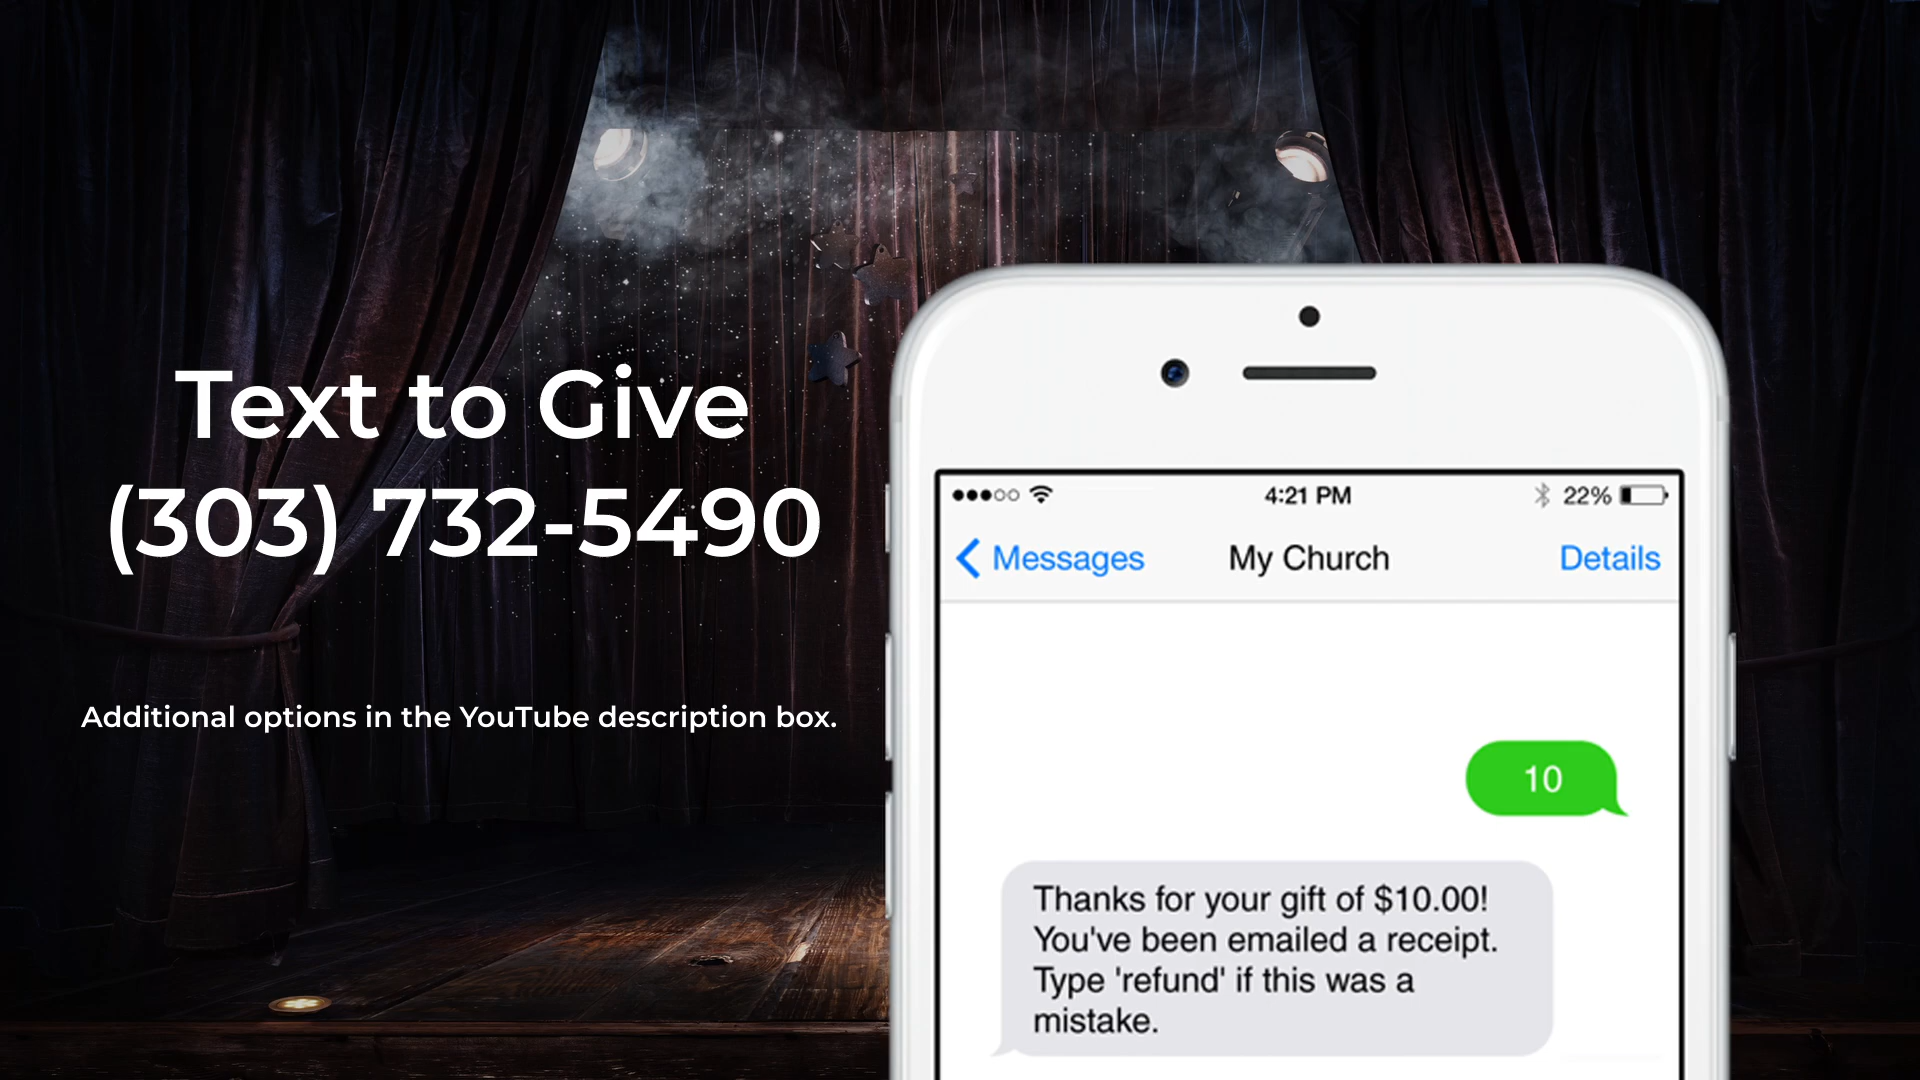 Text to Give
(303) 732-5490
Additional options in the YouTube description box.
4:21 PM
22%
Messages
My Church
Details
10
Thanks for your gift of $10.00!
You've been emailed a receipt.
Type 'refund' if this was a
mistake.